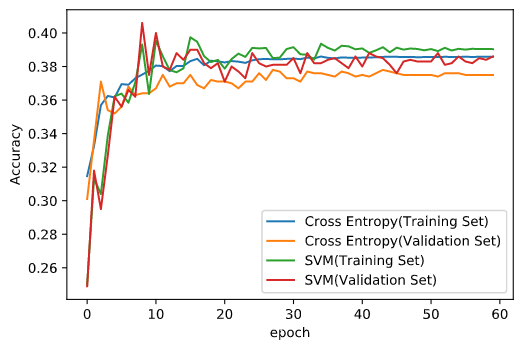 0.40
0.38
0.36
0.34
0.32
0.30
0.28
0.26
Accuracy
Cross Entropy(Training Set)
Cross Entropy(Validation Set)
SVM(Training Set)
SVM(Validation Set)
0 10 20 30 40 50 60
epoch